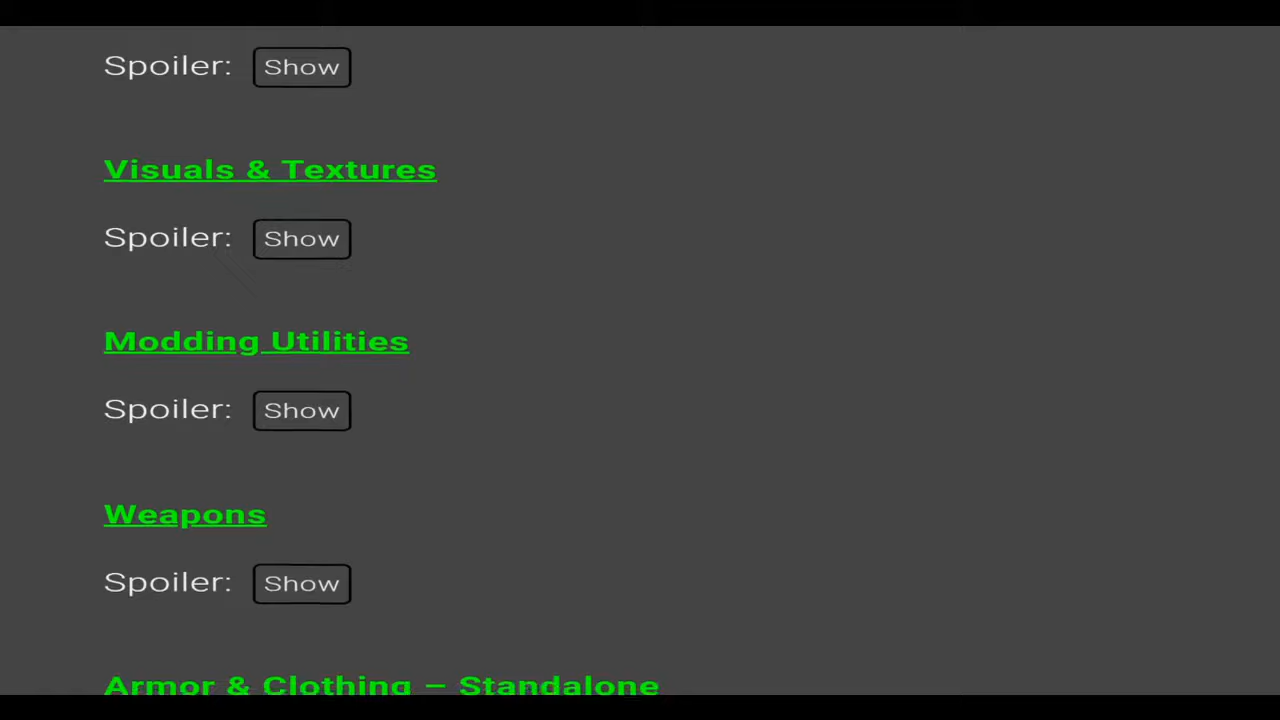 Spoiler: Show
Visuals & Textures
Spoiler: Show
Modding Utilities
Spoiler: Show
Weapons
Spoiler: Show
Armor & Clothing – Standalone